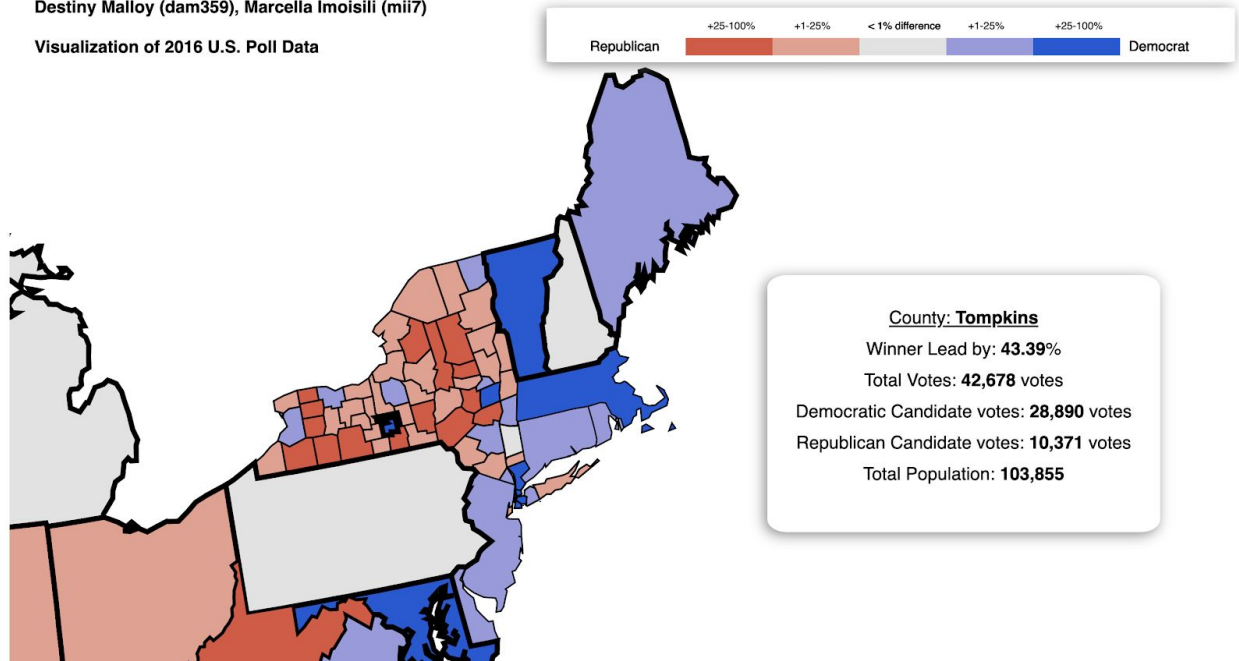 Destiny Malloy (dam359), Marcella Imoisili (mii7)
Visualization of 2016 U.S. Poll Data
+25-100% +1-25% < 1% difference +1-25% +25-100%
Republican Democrat
County: Tompkins
Winner Lead by: 43.39%
Total Votes: 42,678 votes
Democratic Candidate votes: 28,890 votes
Republican Candidate votes: 10,371 votes
Total Population: 103,855